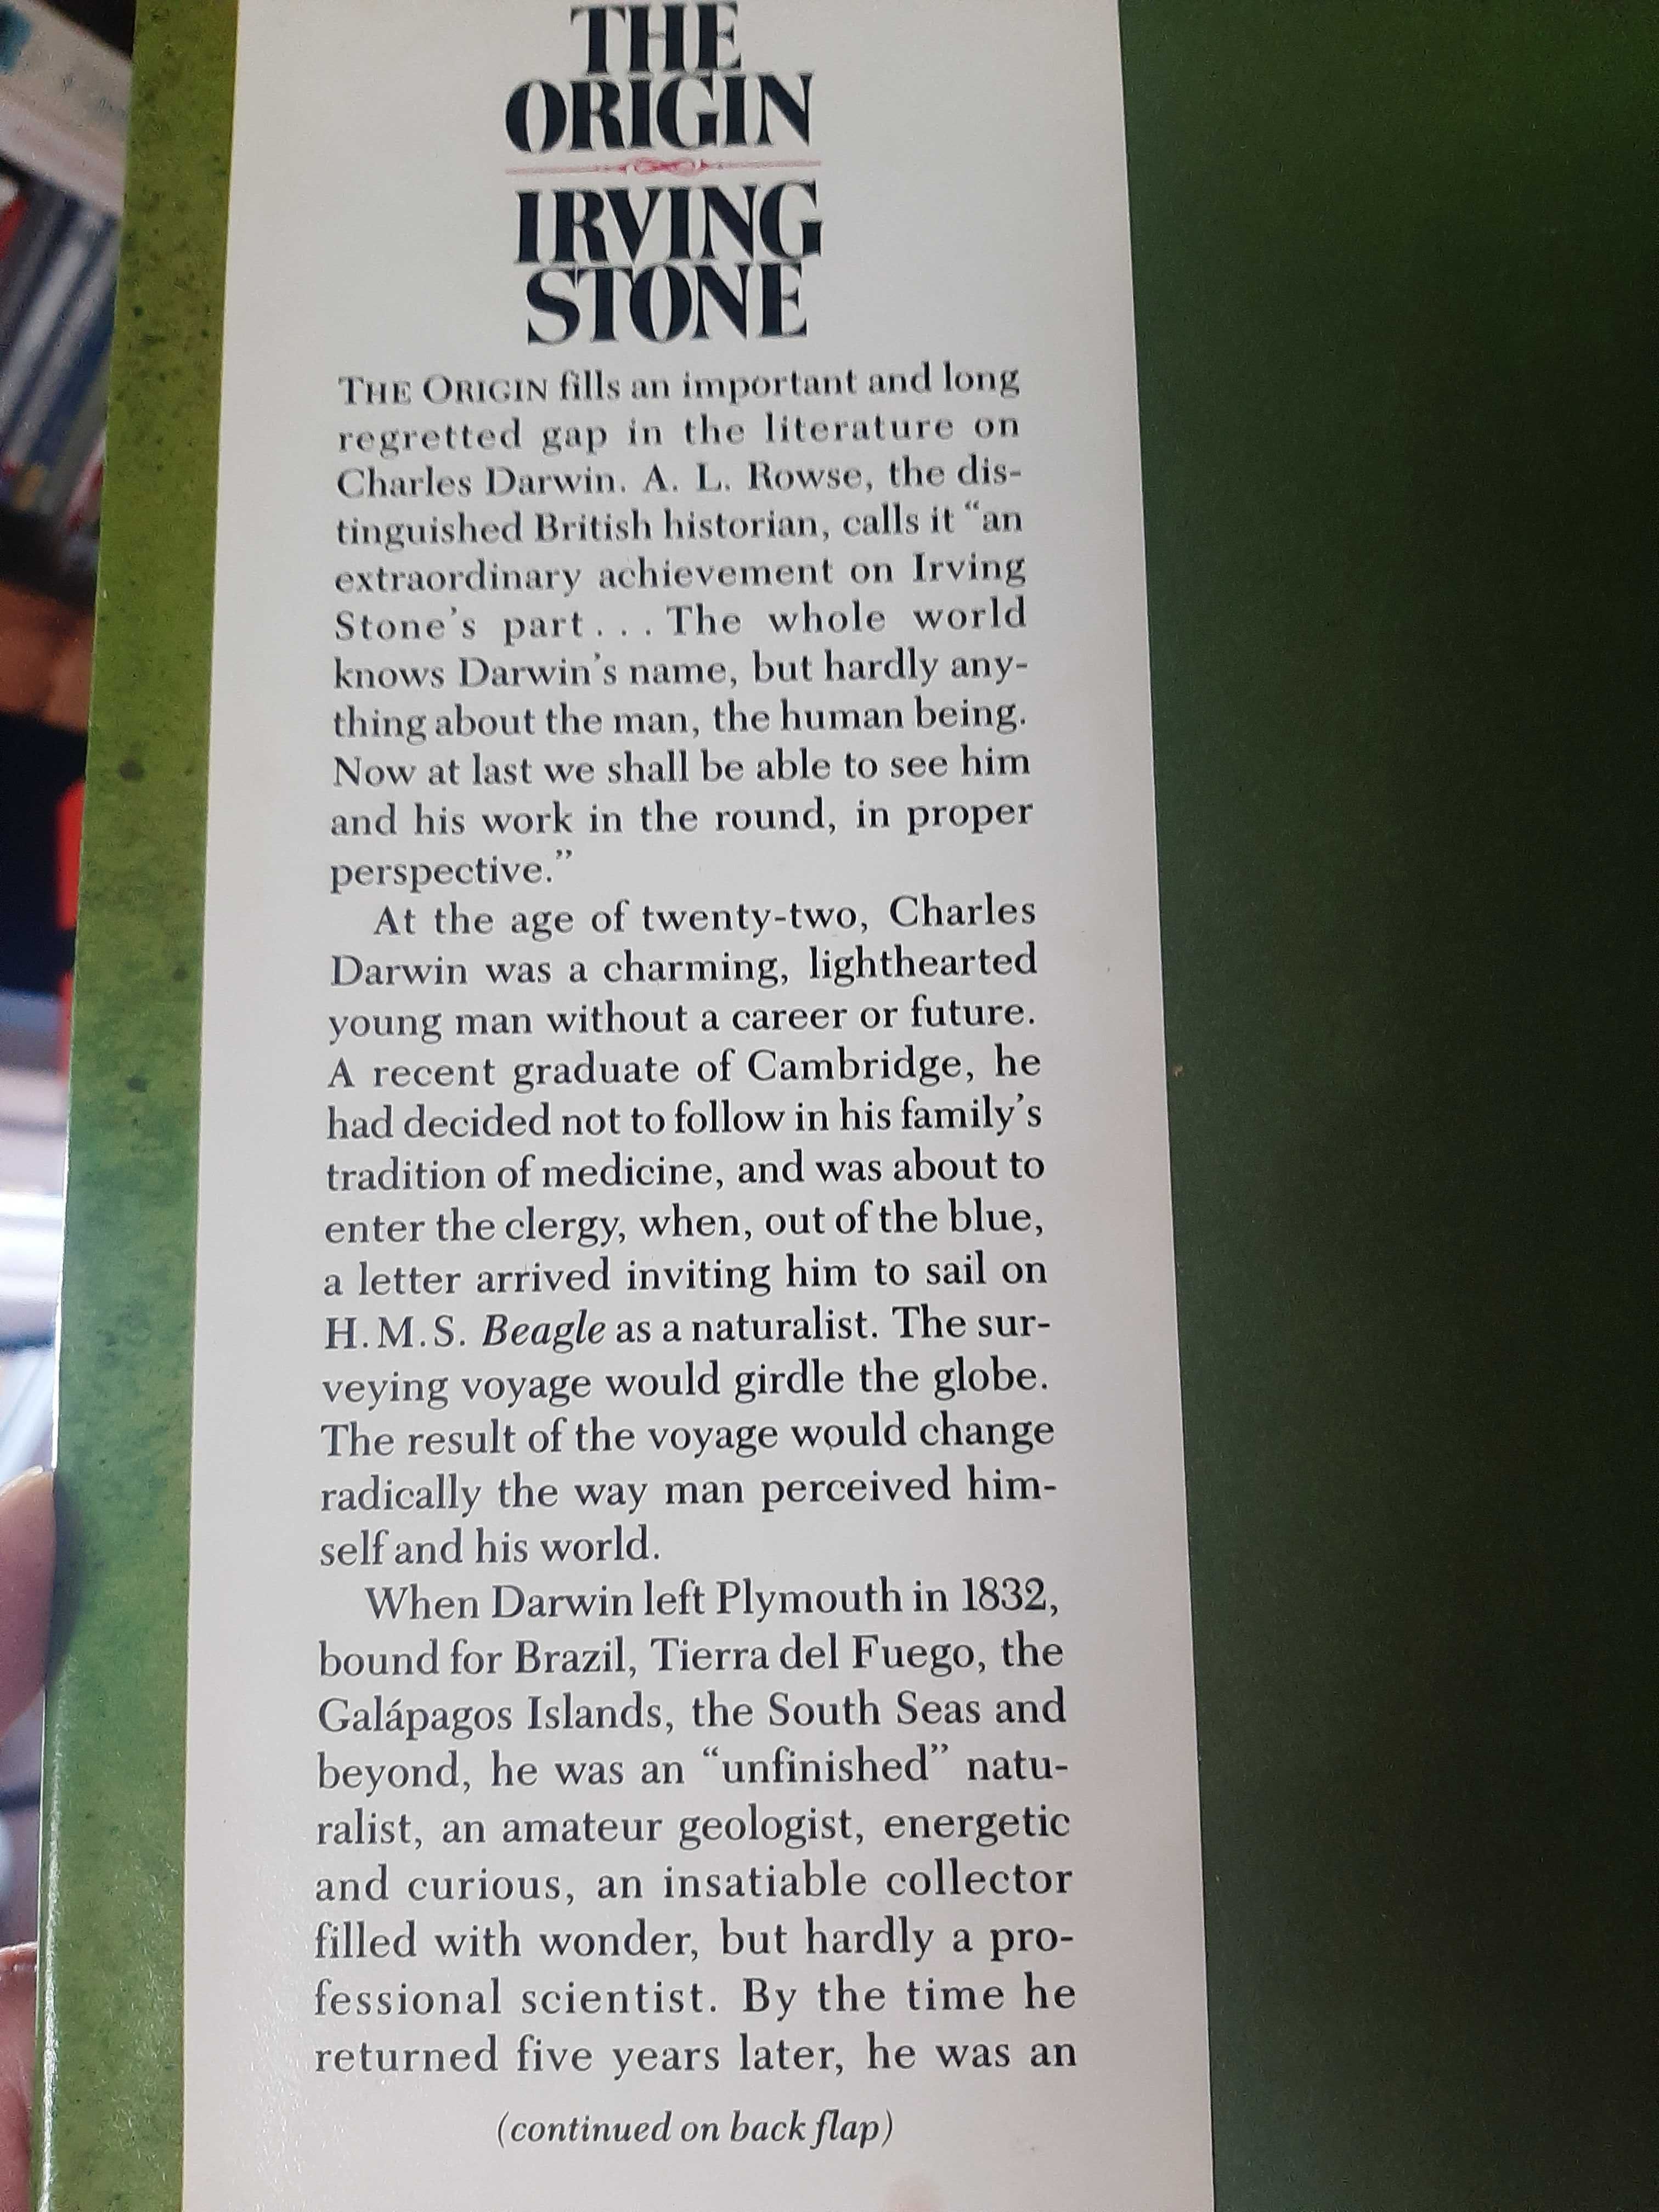 THE
ORIGIN
IRVING
STONE
THE ORIGIN fills an important and long
regretted gap in the literature on
Charles Darwin. A. L. Rowse, the dis-
tinguished British historian, calls it “an
extraordinary achievement on Irving
Stone’s part . . . The whole world
knows Darwin’s name, but hardly any-
thing about the man, the human being.
Now at last we shall be able to see him
and his work in the round, in proper
perspective.”
At the age of twenty-two, Charles
Darwin was a charming, lighthearted
young man without a career or future.
A recent graduate of Cambridge, he
had decided not to follow in his family’s
tradition of medicine, and was about to
enter the clergy, when, out of the blue,
a letter arrived inviting him to sail on
H.M.S. Beagle as a naturalist. The sur-
veying voyage would girdle the globe.
The result of the voyage would change
radically the way man perceived him-
self and his world.
When Darwin left Plymouth in 1832,
bound for Brazil, Tierra del Fuego, the
Galápagos Islands, the South Seas and
beyond, he was an “unfinished” natu-
ralist, an amateur geologist, energetic
and curious, an insatiable collector
filled with wonder, but hardly a pro-
fessional scientist. By the time he
returned five years later, he was an
(continued on back flap)